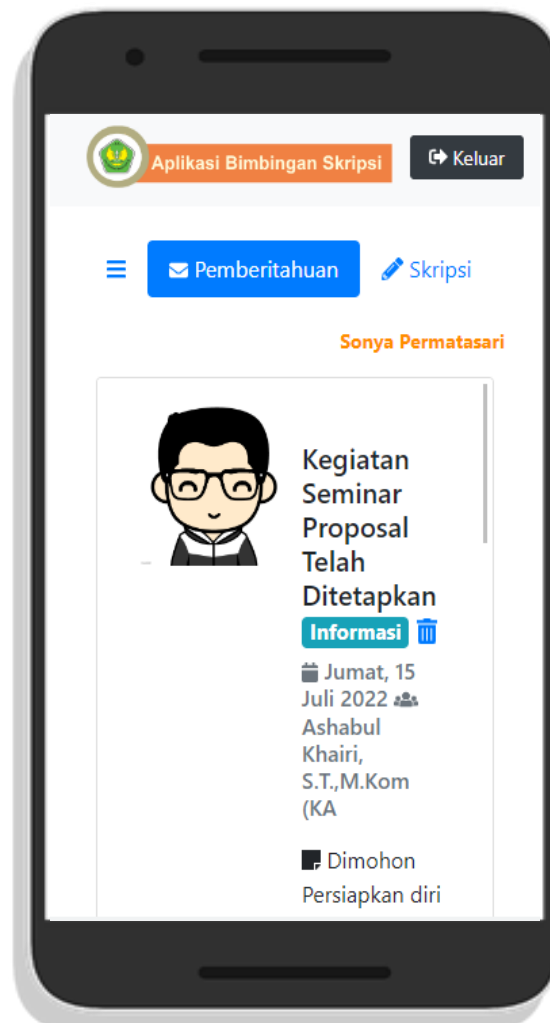 Aplikasi Bimbingan Skripsi
Keluar
Pemberitahuan
Skripsi
Sonya Permatasari
Kegiatan
Seminar
Proposal
Telah
Ditetapkan
Informasi
Jumat, 15
Juli 2022
Ashabul
Khairi,
S.T.,M.Kom
(KA
Dimohon
Persiapkan diri